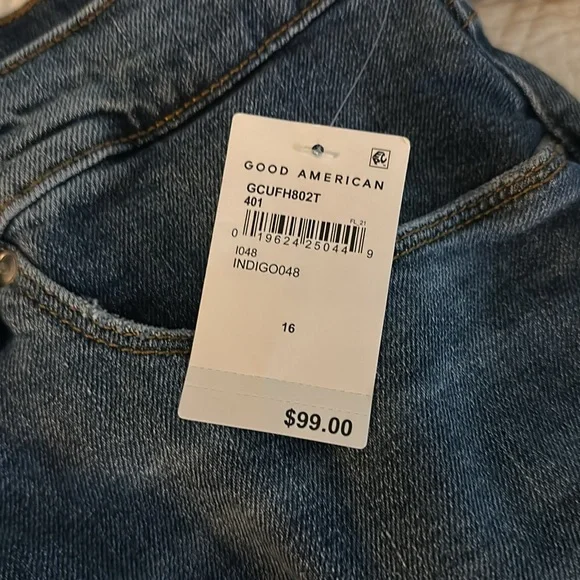 GOOD AMERICAN
GCUFH802T
401
FL 21
0 19624 25044 9
I048
INDIGO048
16
$99.00